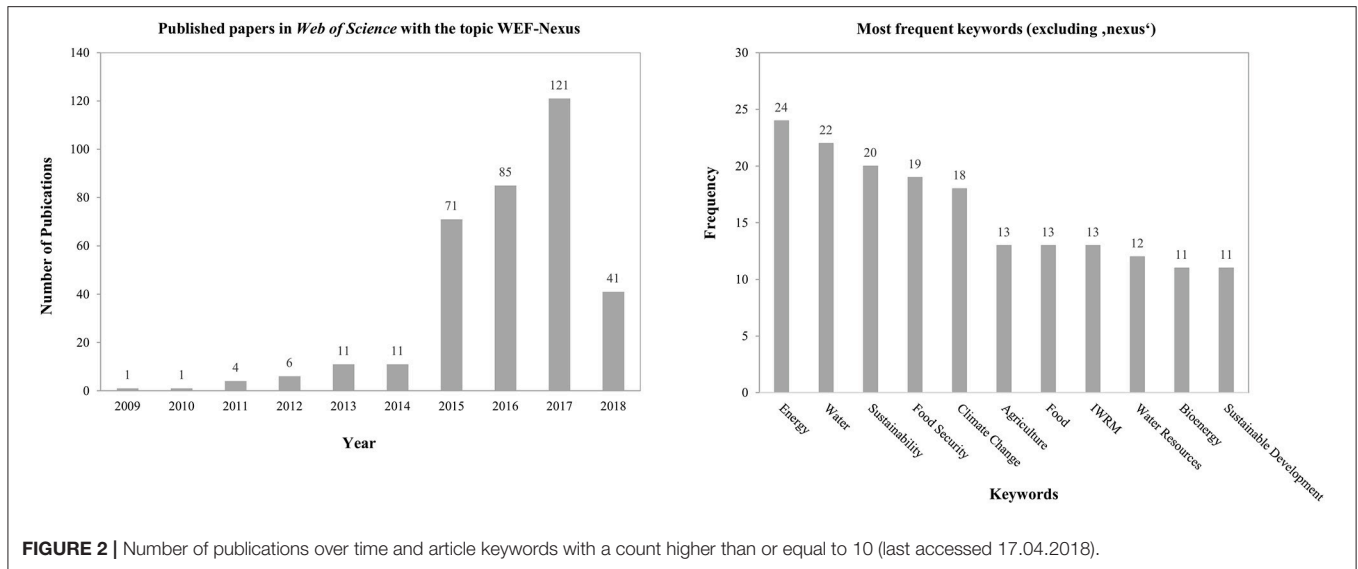 Published papers in Web of Science with the topic WEF-Nexus
140
120
100
80
60
40
20
0
Number of Pubications
1
1
4
6
11
11
71
85
121
41
2009
2010
2011
2012
2013
2014
2015
2016
2017
2018
Year
Most frequent keywords (excluding ‚nexus‘)
30
25
20
15
10
5
0
Frequency
24
22
20
19
18
13
13
13
12
11
11
Energy
Water
Sustainability
Food Security
Climate Change
Agriculture
Food
IWRM
Water Resources
Bioenergy
Sustainable Development
Keywords
FIGURE 2 | Number of publications over time and article keywords with a count higher than or equal to 10 (last accessed 17.04.2018).